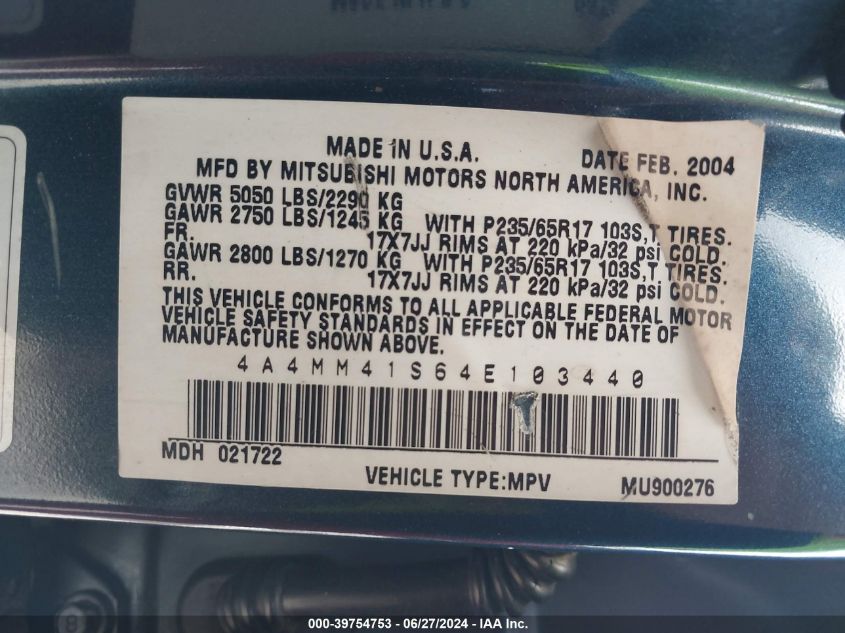 MADE IN U.S.A. DATE FEB. 2004
MFD BY MITSUBISHI MOTORS NORTH AMERICA, INC.
GVWR 5050 LBS/2290 KG
GAWR 2750 LBS/1245 KG WITH P235/65R17 103S,T TIRES.
FR. 17X7JJ RIMS AT 220 kPa/32 psi COLD.
GAWR 2800 LBS/1270 KG WITH P235/65R17 103S,T TIRES.
RR. 17X7JJ RIMS AT 220 kPa/32 psi COLD.
THIS VEHICLE CONFORMS TO ALL APPLICABLE FEDERAL MOTOR
VEHICLE SAFETY STANDARDS IN EFFECT ON THE DATE OF
MANUFACTURE SHOWN ABOVE.
4A4MM41S64E103440
MDH 021722
VEHICLE TYPE:MPV
MU900276
8
000-39754753 - 06/27/2024 - IAA Inc.